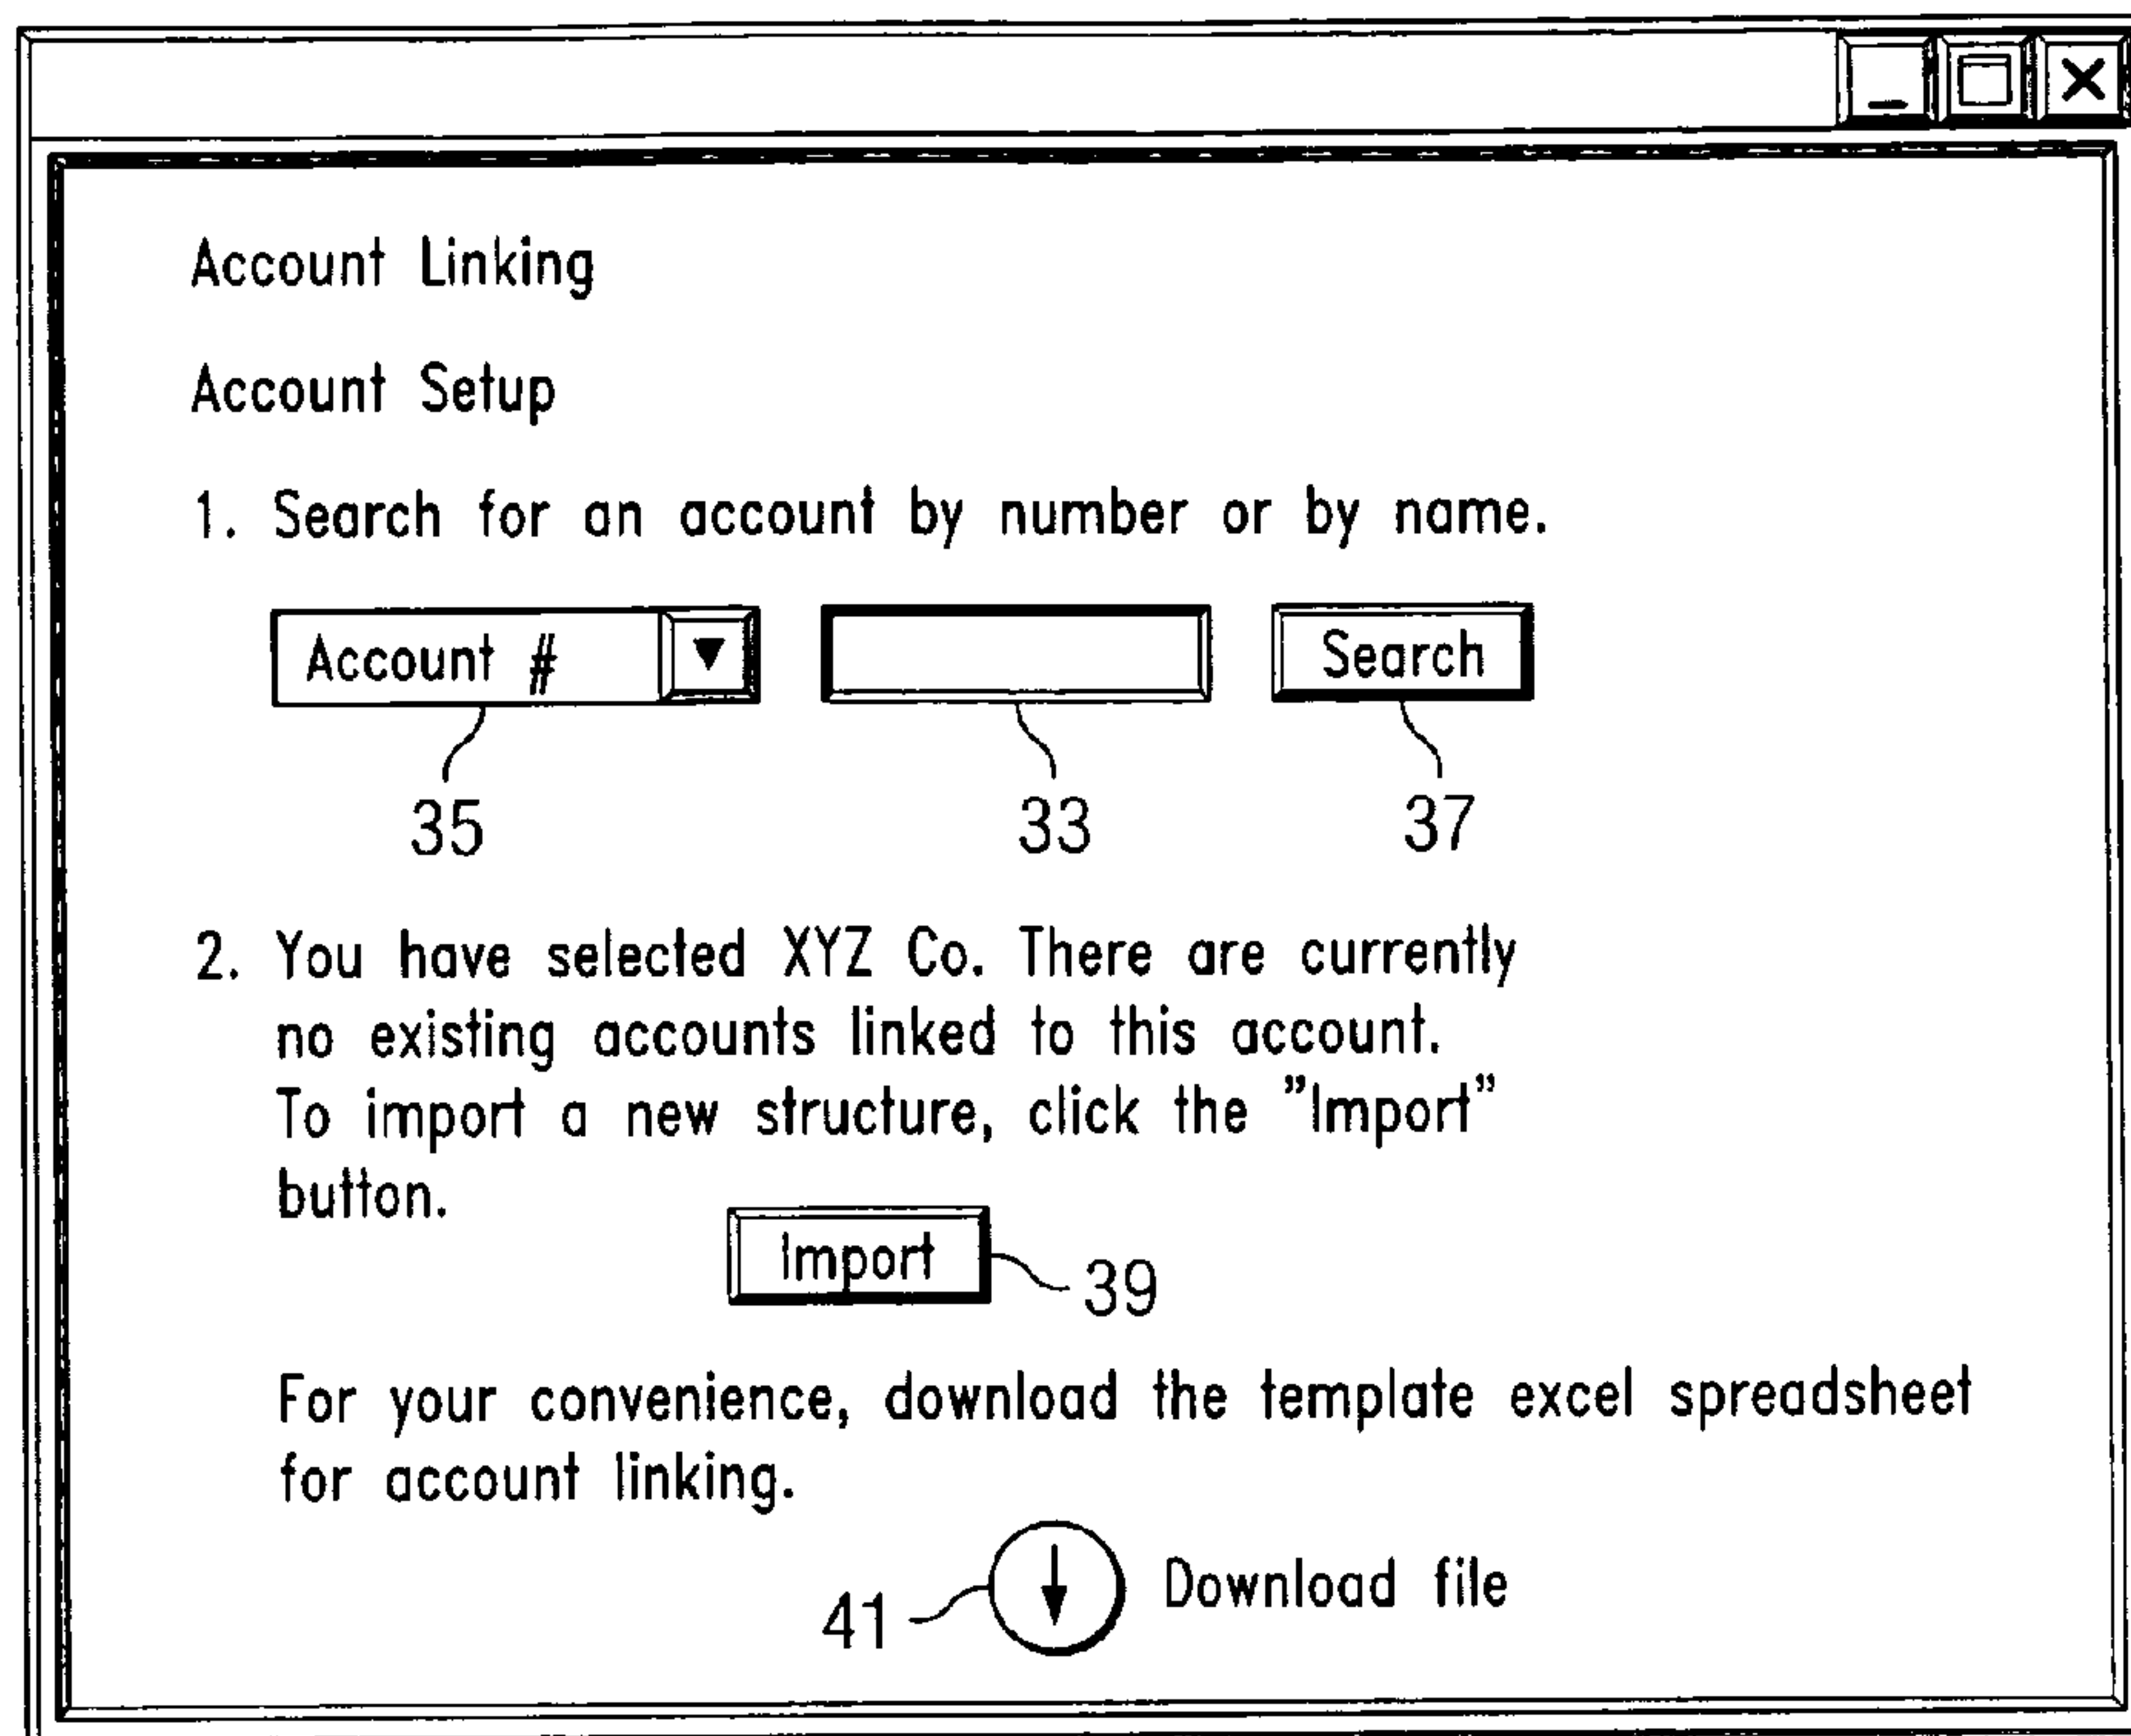 Account Linking
Account Setup
1. Search for an account by number or by name.
Account # Search
35 33 37
2. You have selected XYZ Co. There are currently
no existing accounts linked to this account.
To import a new structure, click the "Import"
button.
Import 39
For your convenience, download the template excel spreadsheet
for account linking.
41 Download file